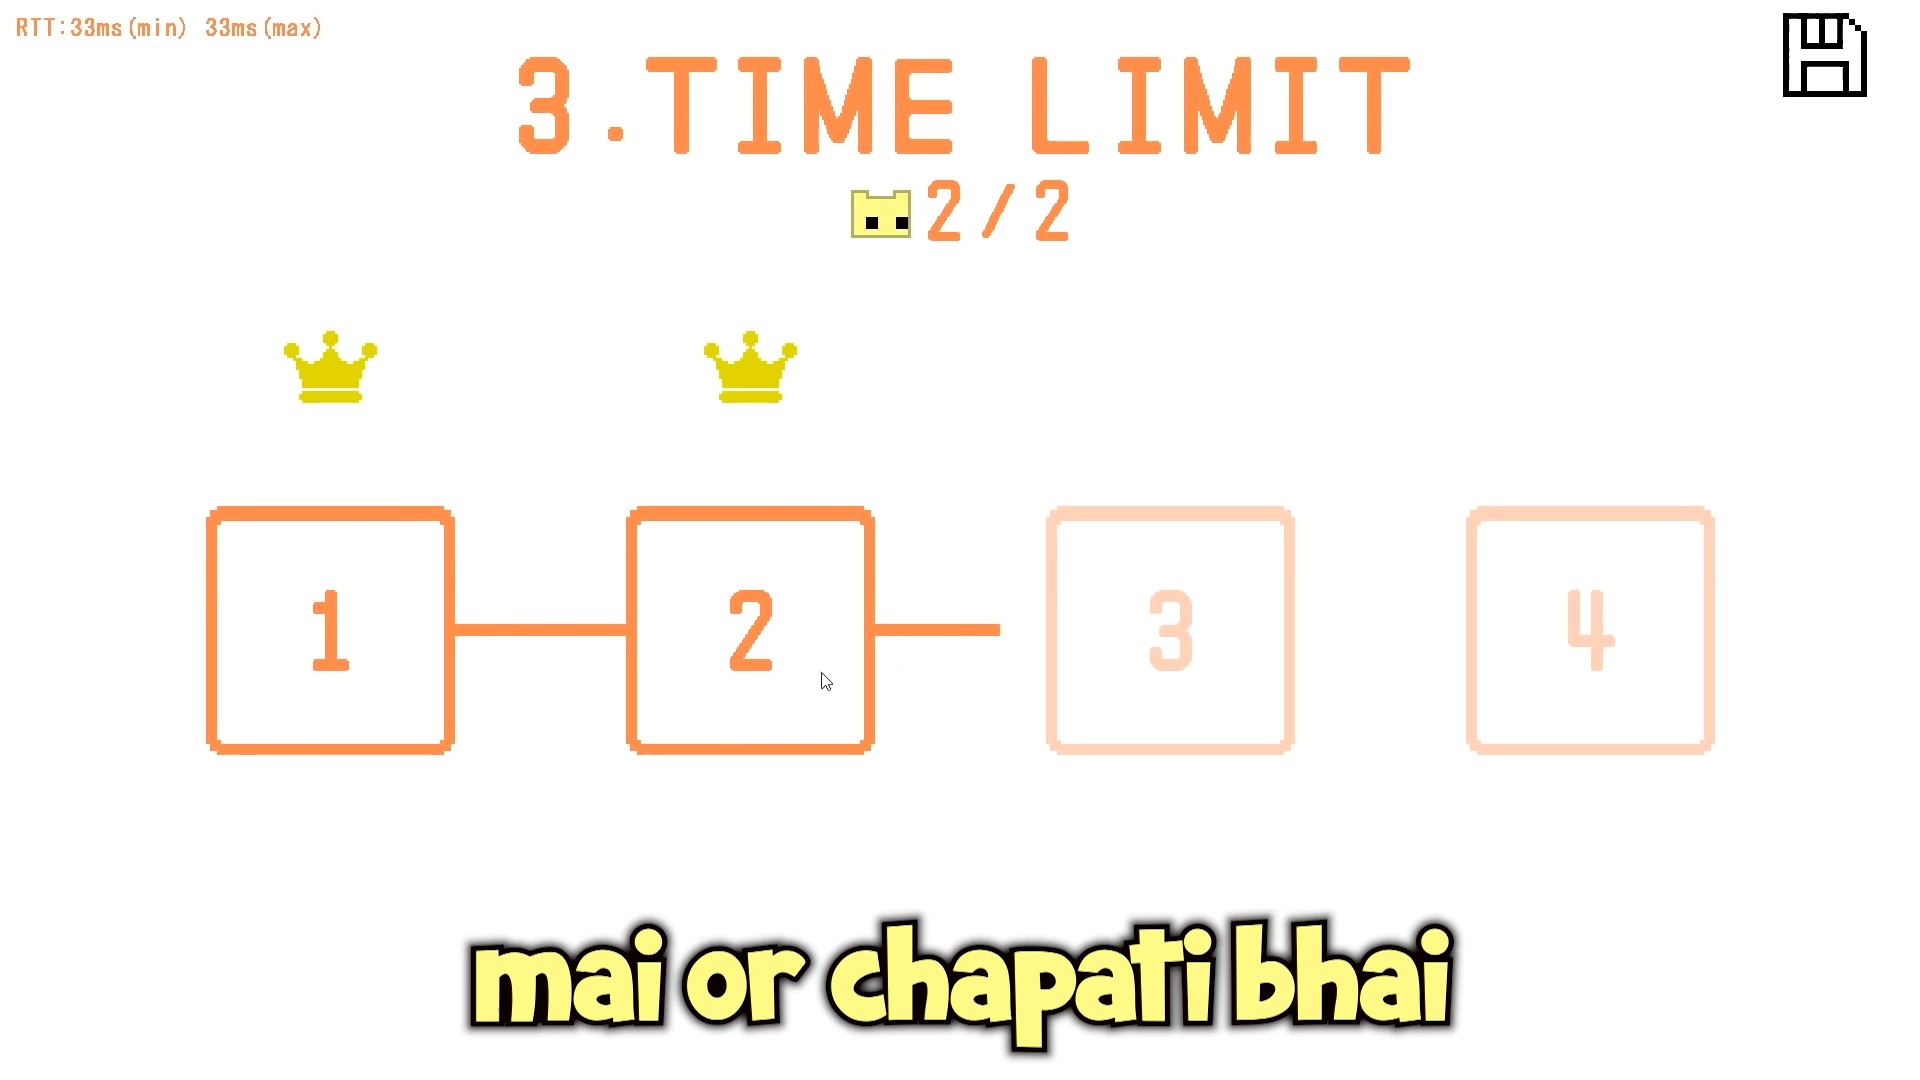 RTT:33ms(min) 33ms(max)
3.TIME LIMIT
2/2
1
2
3
4
mai or chapati bhai